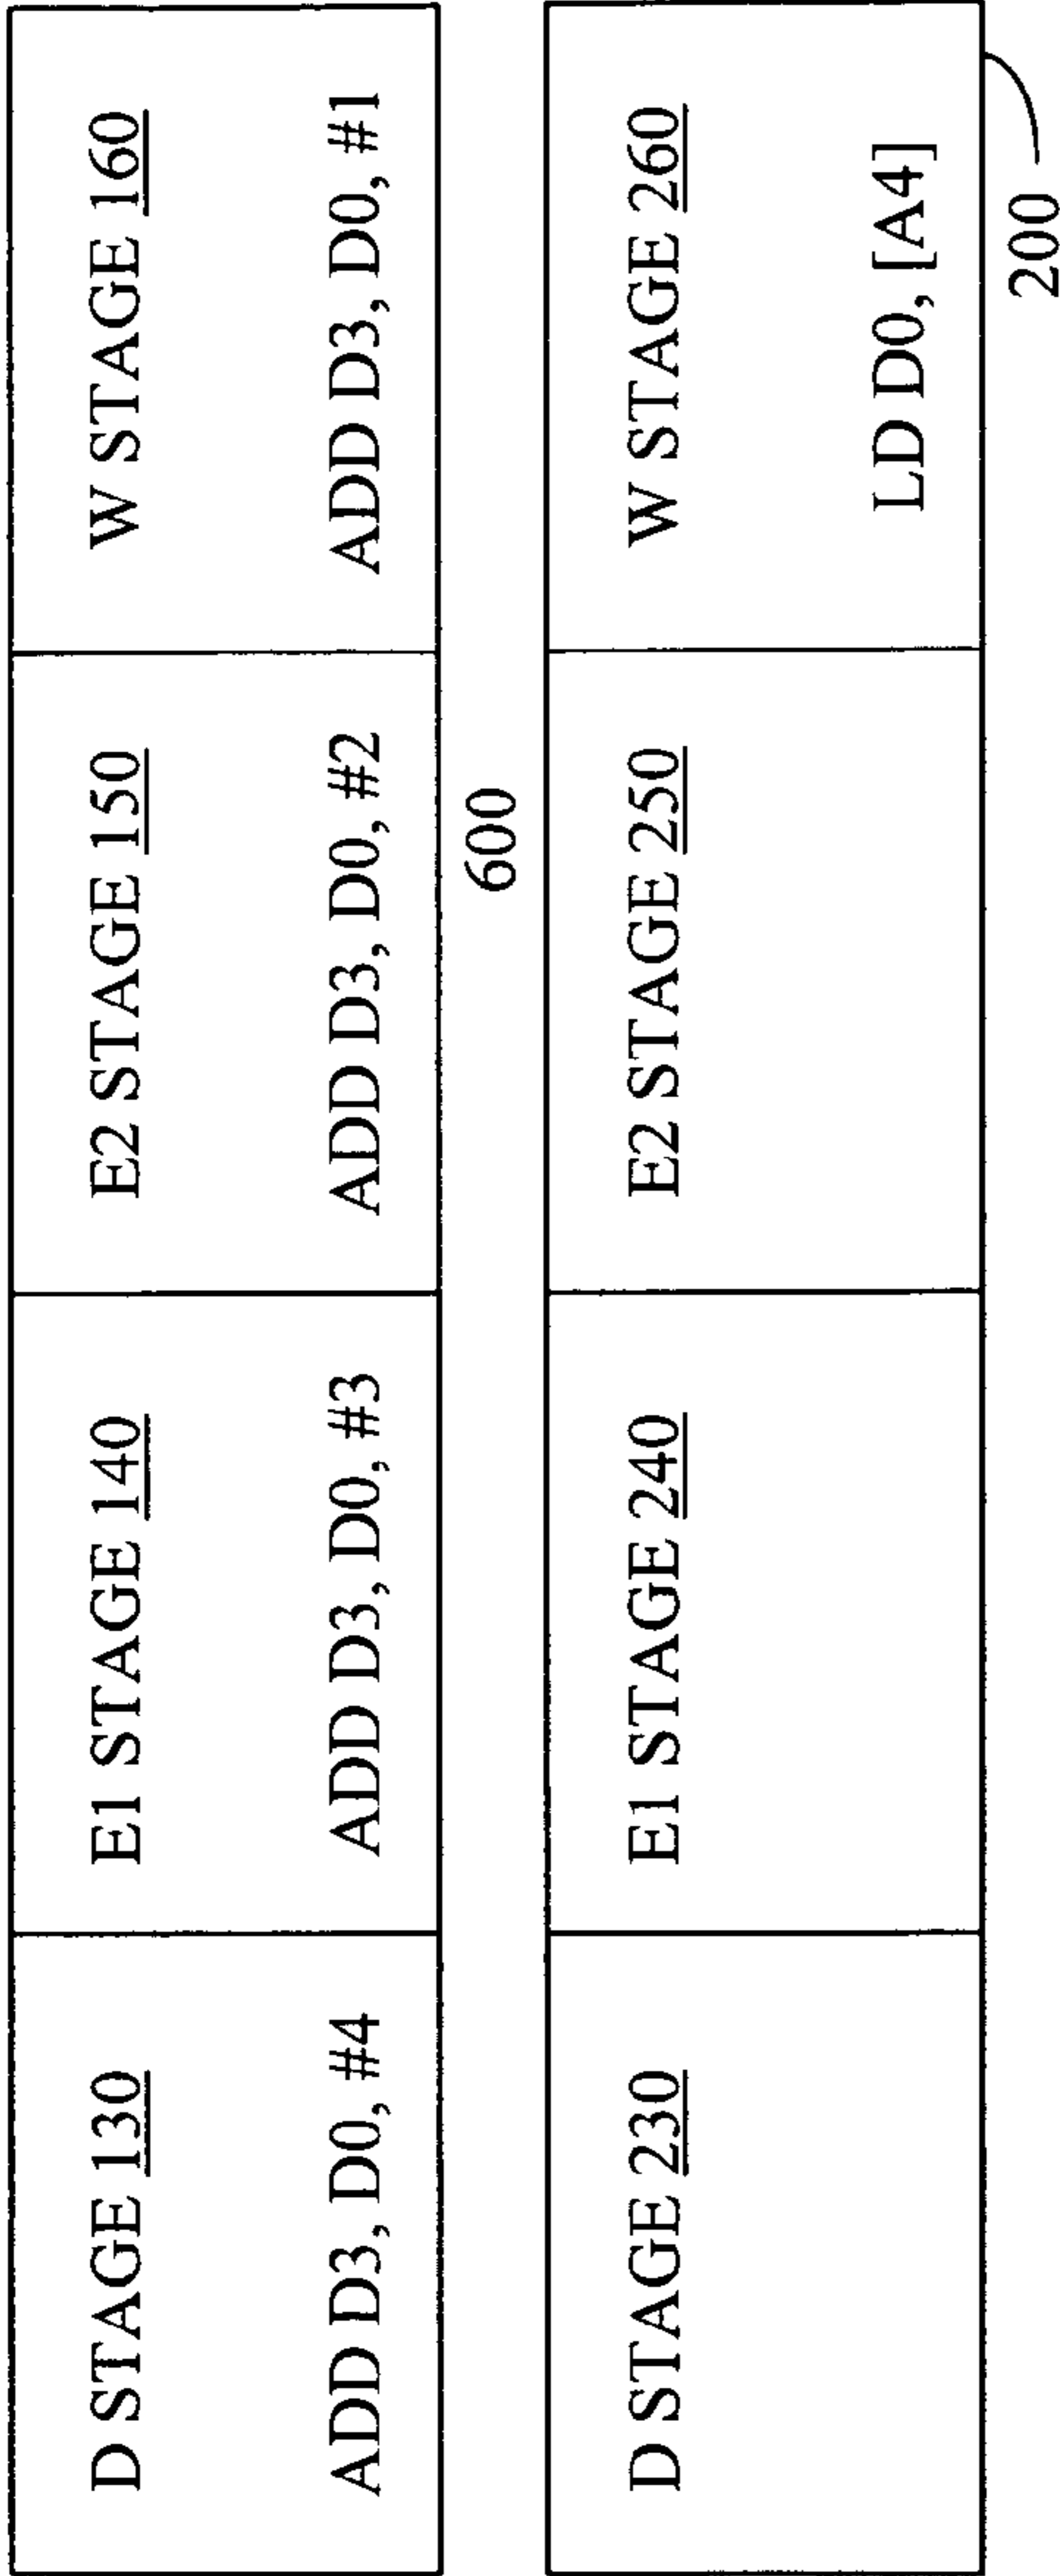 D STAGE 130
ADD D3, D0, #4
E1 STAGE 140
ADD D3, D0, #3
E2 STAGE 150
ADD D3, D0, #2
W STAGE 160
ADD D3, D0, #1
600
D STAGE 230
E1 STAGE 240
E2 STAGE 250
W STAGE 260
LD D0, [A4]
200